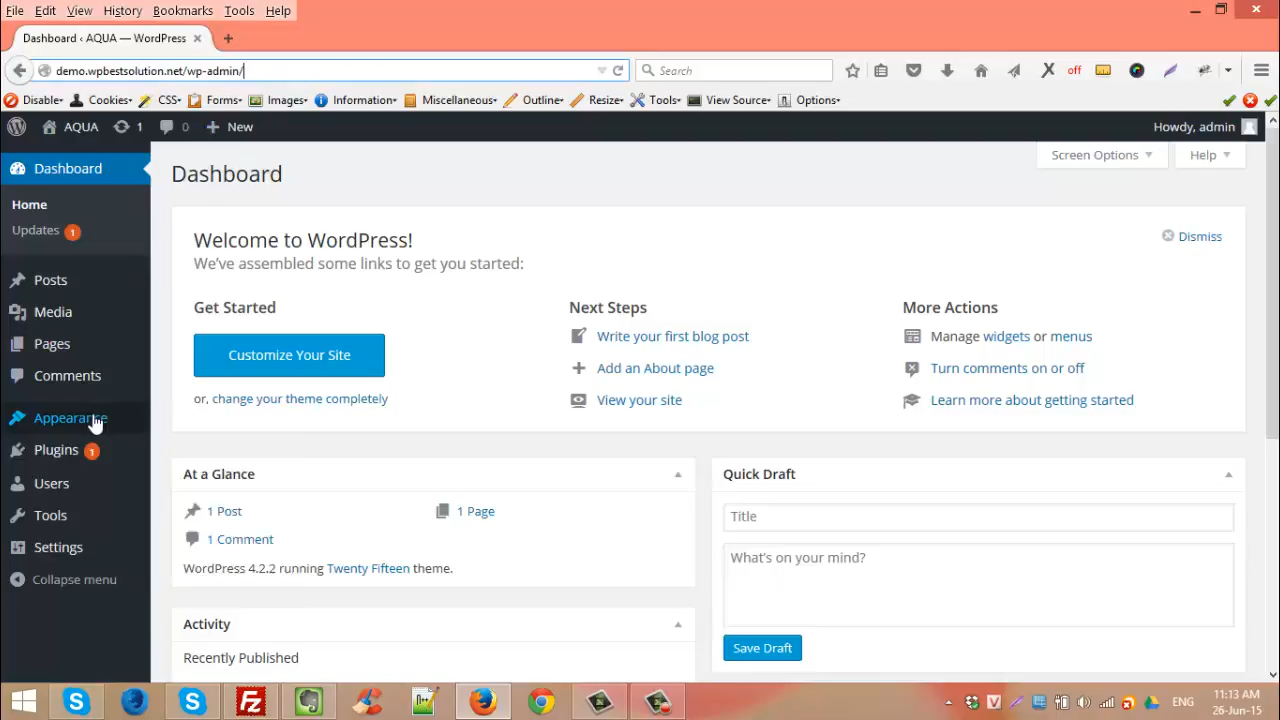 File Edit View History Bookmarks Tools Help
Dashboard ‹ AQUA — WordPress
demo.wpbestsolution.net/wp-admin/
Search
off
Disable Cookies CSS Forms Images Information Miscellaneous Outline Resize Tools View Source Options
AQUA 1 0 New
Howdy, admin
Dashboard
Home
Updates 1
Posts
Media
Pages
Comments
Appearance
Plugins 1
Users
Tools
Settings
Collapse menu
Dashboard
Screen Options
Help
Welcome to WordPress!
We've assembled some links to get you started:
Dismiss
Get Started
Customize Your Site
or, change your theme completely
Next Steps
Write your first blog post
Add an About page
View your site
More Actions
Manage widgets or menus
Turn comments on or off
Learn more about getting started
At a Glance
1 Post
1 Page
1 Comment
WordPress 4.2.2 running Twenty Fifteen theme.
Activity
Recently Published
Quick Draft
Title
What's on your mind?
Save Draft
ENG
11:13 AM
26-Jun-15